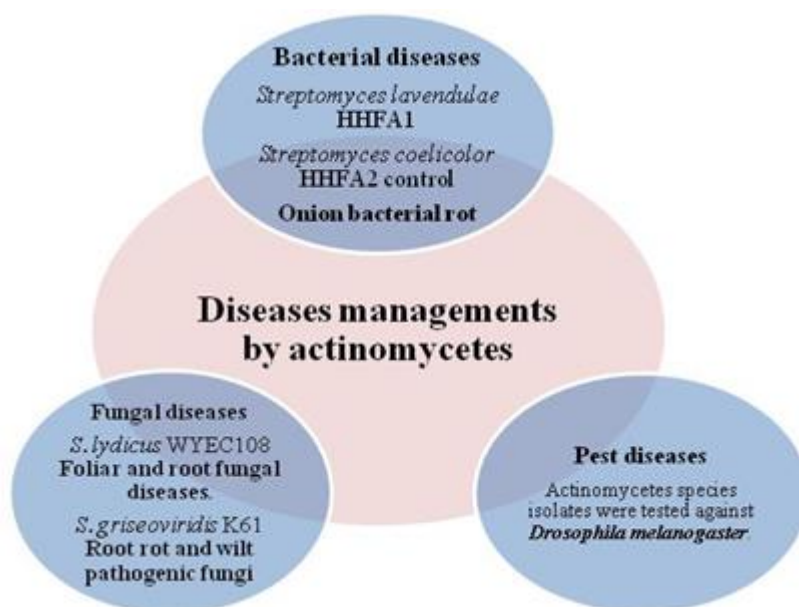 Bacterial diseases
Streptomyces lavendulae
HHFA1
Streptomyces coelicolor
HHFA2 control
Onion bacterial rot
Diseases managements
by actinomycetes
Fungal diseases
S.lydicus WYEC108
Foliar and root fungal
diseases.
S.griseoviridis K61
Root rot and wilt
pathogenic fungi
Pest diseases
Actinomycetes species
isolates were tested against
Drosophila melanogaster.